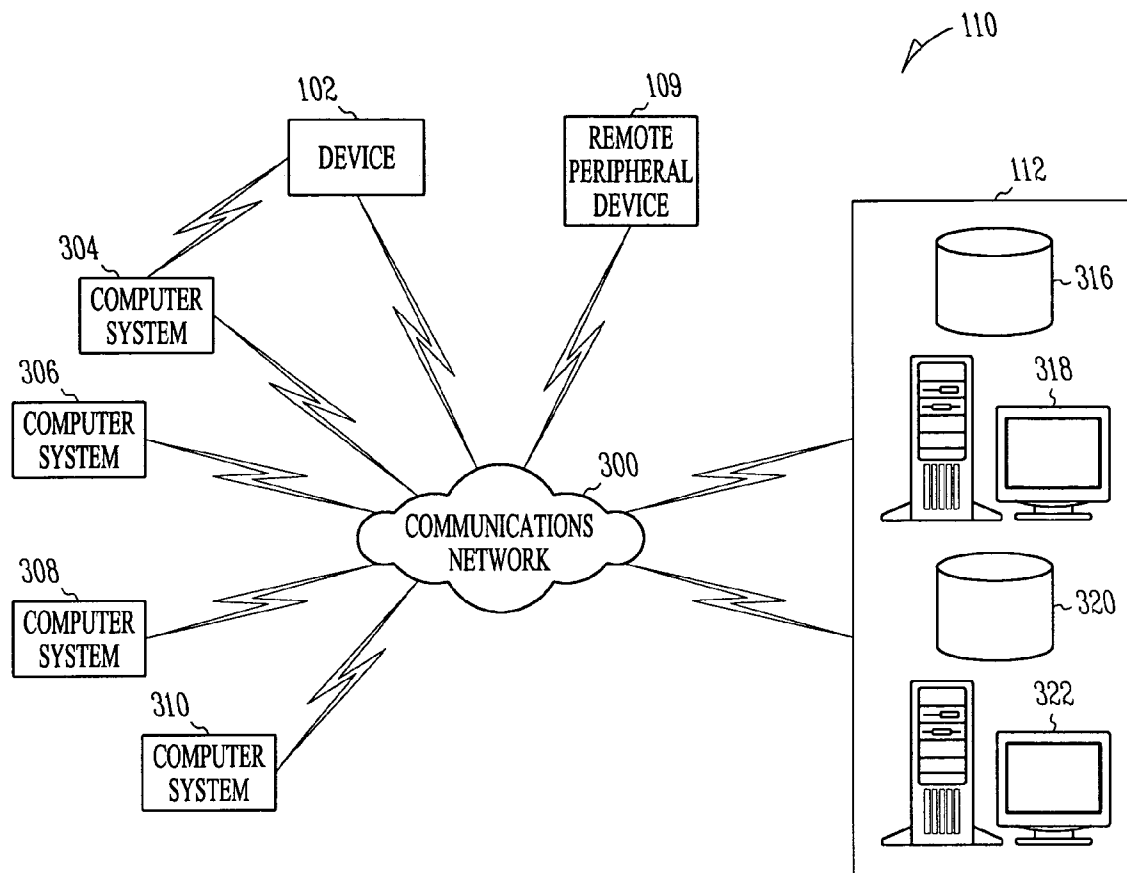 110
102
DEVICE
109
REMOTE
PERIPHERAL
DEVICE
112
304
COMPUTER
SYSTEM
316
306
COMPUTER
SYSTEM
318
300
COMMUNICATIONS
NETWORK
308
COMPUTER
SYSTEM
320
310
COMPUTER
SYSTEM
322